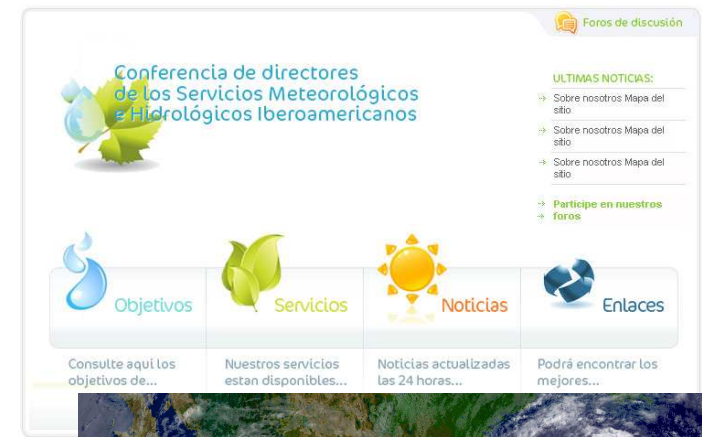 Foros de discusión
Conferencia de directores
de los Servicios Meteorológicos
e Hidrológicos Iberoamericanos
ULTIMAS NOTICIAS:
Sobre nosotros Mapa del
sitio
Sobre nosotros Mapa del
sitio
Sobre nosotros Mapa del
sitio
Participe en nuestros
foros
Objetivos
Servicios
Noticias
Enlaces
Consulte aqui los
objetivos de...
Nuestros servicios
estan disponibles...
Noticias actualizadas
las 24 horas...
Podrá encontrar los
mejores...